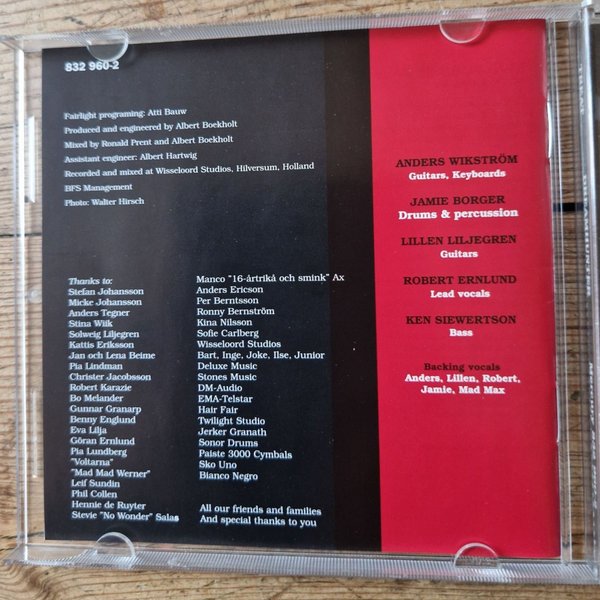 832 960-2
Fairlight programing: Atti Bauw
Produced and engineered by Albert Boekholt
Mixed by Ronald Prent and Albert Boekholt
Assistant engineer: Albert Hartwig
Recorded and mixed at Wisseloord Studios, Hilversum, Holland
BFS Management
Photo: Walter Hirsch
Thanks to:
Stefan Johansson
Micke Johansson
Anders Tegner
Stina Wiik
Solweig Liljegren
Kattis Eriksson
Jan och Lena Beime
Pia Lindman
Christer Jacobsson
Robert Karazie
Bo Melander
Gunnar Granarp
Benny Englund
Eva Lilja
Göran Ernlund
Pia Lundberg
"Voltarna"
"Mad Mad Werner"
Leif Sundin
Phil Collen
Hennie de Ruyter
Stevie "No Wonder" Salas
Manco "16-årtrikå och smink" Ax
Anders Ericson
Per Berntsson
Ronny Bernström
Kina Nilsson
Sofie Carlberg
Wisseloord Studios
Bart, Inge, Joke, Ilse, Junior
Deluxe Music
Stones Music
DM-Audio
EMA-Telstar
Hair Fair
Twilight Studio
Jerker Granath
Sonor Drums
Paiste 3000 Cymbals
Sko Uno
Bianco Negro
All our friends and families
And special thanks to you
ANDERS WIKSTRÖM
Guitars, Keyboards
JAMIE BORGER
Drums & percussion
LILLEN LILJEGREN
Guitars
ROBERT ERNLUND
Lead vocals
KEN SIEWERTSON
Bass
Backing vocals
Anders, Lillen, Robert,
Jamie, Mad Max